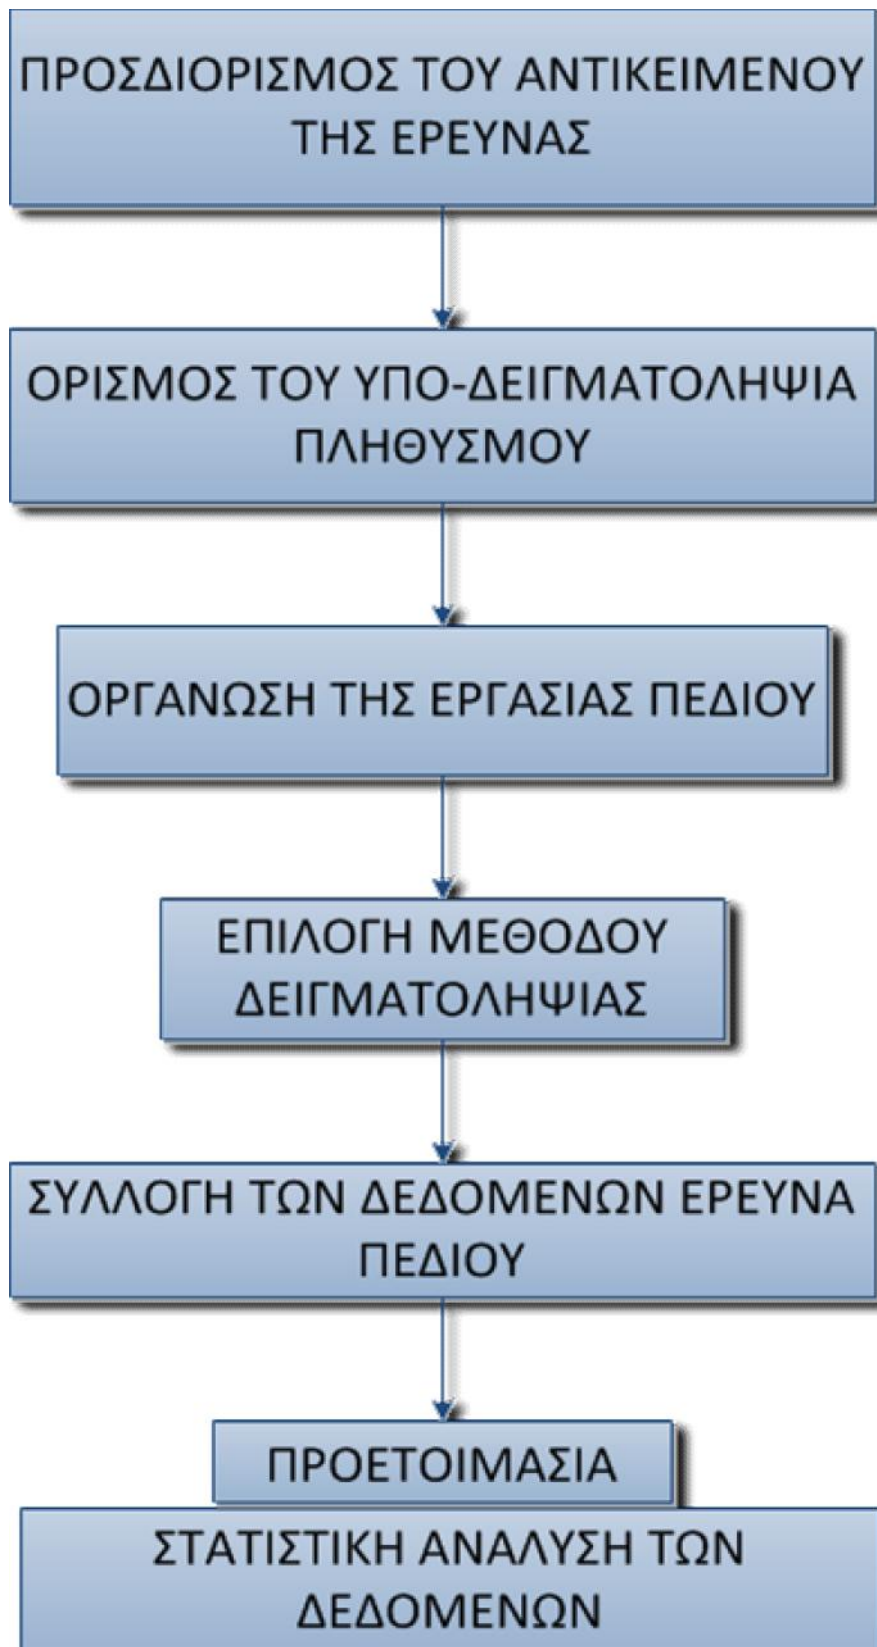 ΠΡΟΣΔΙΟΡΙΣΜΟΣ ΤΟΥ ΑΝΤΙΚΕΙΜΕΝΟΥ
ΤΗΣ ΕΡΕΥΝΑΣ
ΟΡΙΣΜΟΣ ΤΟΥ ΥΠΟ-ΔΕΙΓΜΑΤΟΛΗΨΙΑ
ΠΛΗΘΥΣΜΟΥ
ΟΡΓΑΝΩΣΗ ΤΗΣ ΕΡΓΑΣΙΑΣ ΠΕΔΙΟΥ
ΕΠΙΛΟΓΗ ΜΕΘΟΔΟΥ
ΔΕΙΓΜΑΤΟΛΗΨΙΑΣ
ΣΥΛΛΟΓΗ ΤΩΝ ΔΕΔΟΜΕΝΩΝ ΕΡΕΥΝΑ
ΠΕΔΙΟΥ
ΠΡΟΕΤΟΙΜΑΣΙΑ
ΣΤΑΤΙΣΤΙΚΗ ΑΝΑΛΥΣΗ ΤΩΝ
ΔΕΔΟΜΕΝΩΝ